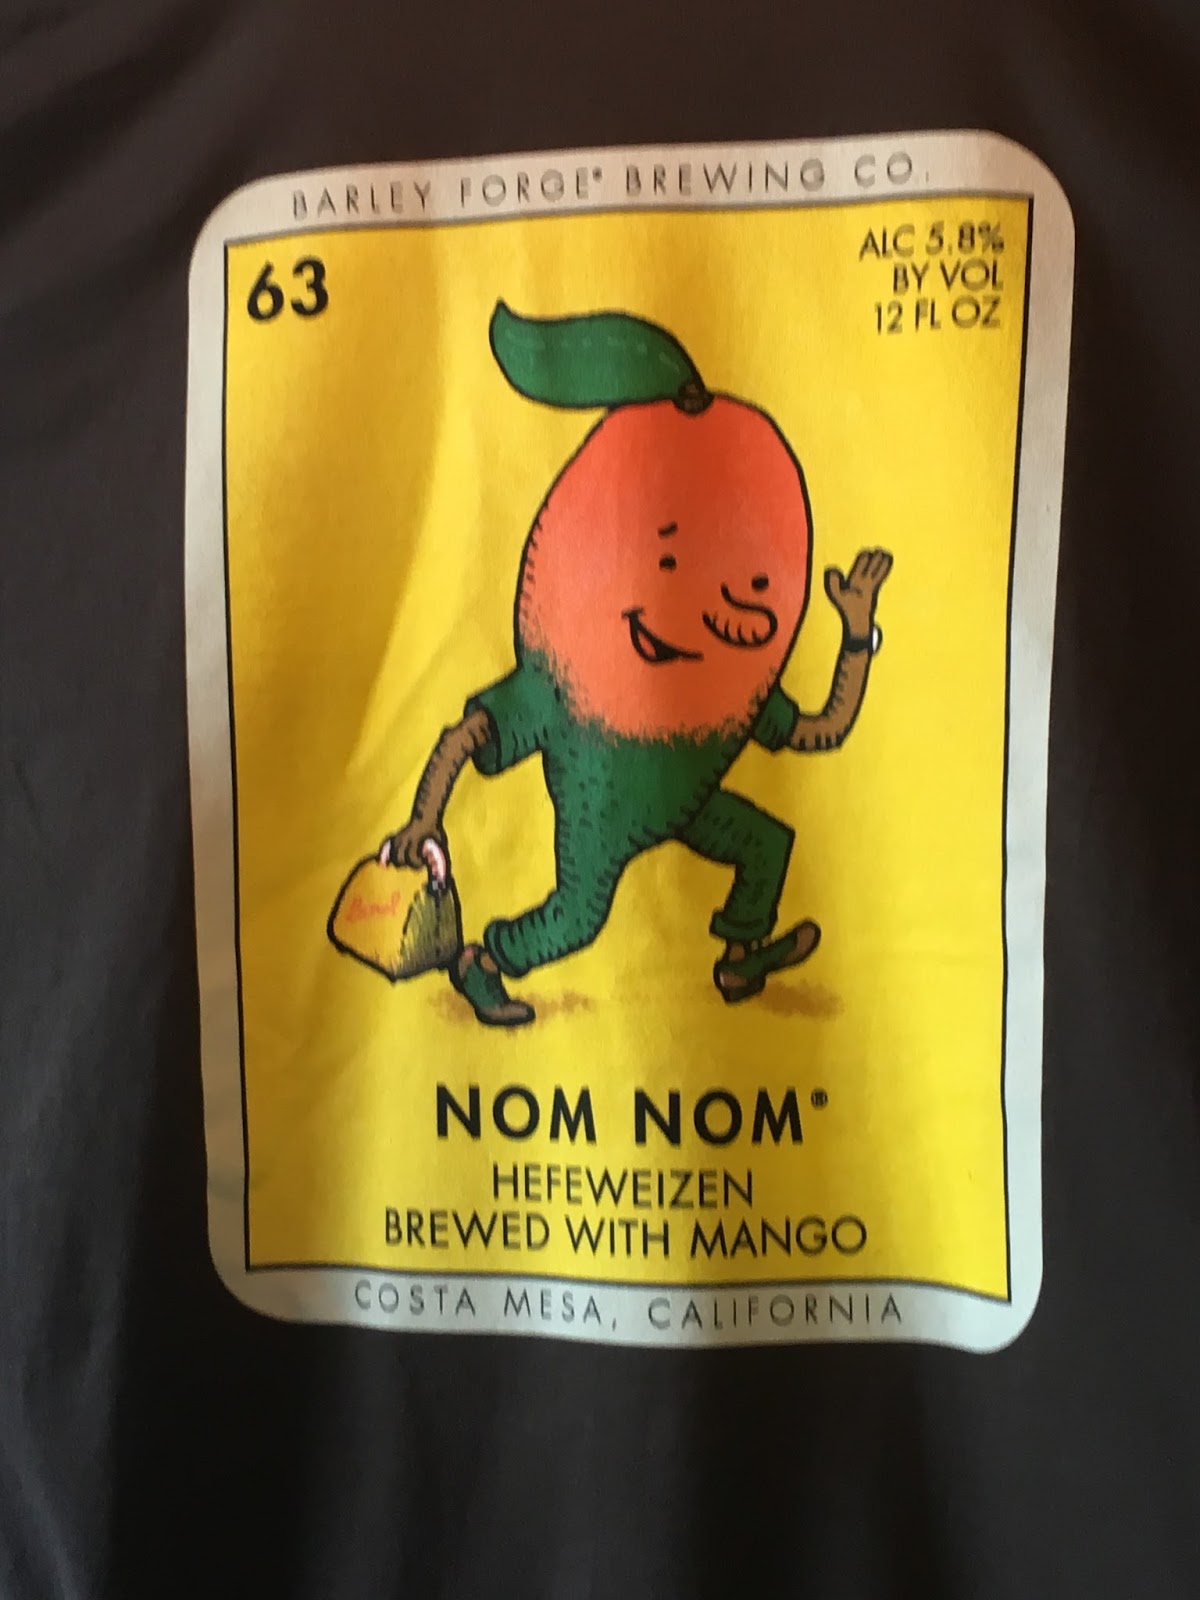 BARLEY FORGE® BREWING CO.
63
ALC 5.8%
BY VOL
12 FL OZ
NOM NOM®
HEFEWEIZEN
BREWED WITH MANGO
COSTA MESA, CALIFORNIA